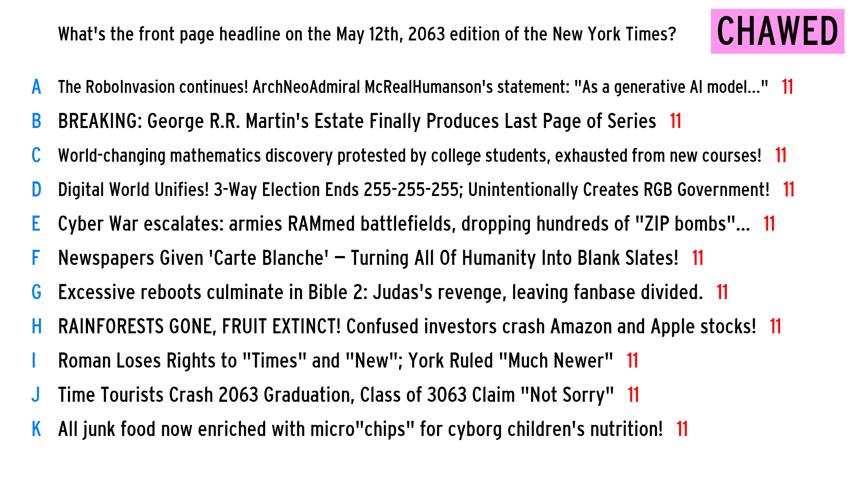 What's the front page headline on the May 12th, 2063 edition of the New York Times?
CHAWED
A The RoboInvasion continues! ArchNeoAdmiral McRealHumanson's statement: "As a generative AI model..." 11
B BREAKING: George R.R. Martin's Estate Finally Produces Last Page of Series 11
C World-changing mathematics discovery protested by college students, exhausted from new courses! 11
D Digital World Unifies! 3-Way Election Ends 255-255-255; Unintentionally Creates RGB Government! 11
E Cyber War escalates: armies RAMmed battlefields, dropping hundreds of "ZIP bombs"... 11
F Newspapers Given 'Carte Blanche' – Turning All Of Humanity Into Blank Slates! 11
G Excessive reboots culminate in Bible 2: Judas's revenge, leaving fanbase divided. 11
H RAINFORESTS GONE, FRUIT EXTINCT! Confused investors crash Amazon and Apple stocks! 11
I Roman Loses Rights to "Times" and "New"; York Ruled "Much Newer" 11
J Time Tourists Crash 2063 Graduation, Class of 3063 Claim "Not Sorry" 11
K All junk food now enriched with micro"chips" for cyborg children's nutrition! 11